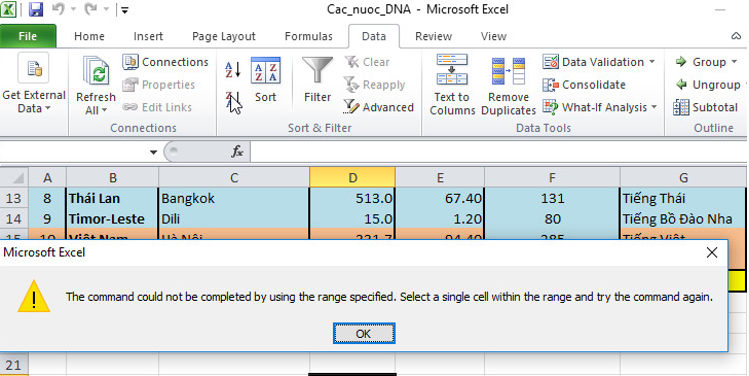 Cac_nuoc_DNA - Microsoft Excel
File Home Insert Page Layout Formulas Data Review View
Get External Data
Refresh All
Connections
Properties
Edit Links
Connections
Sort
Filter
Clear
Reapply
Advanced
Sort & Filter
Text to Columns
Remove Duplicates
Data Validation
Consolidate
What-If Analysis
Data Tools
Group
Ungroup
Subtotal
Outline
fx
A B C D E F G
13 8 Thái Lan Bangkok 513.0 67.40 131 Tiếng Thái
14 9 Timor-Leste Dili 15.0 1.20 80 Tiếng Bồ Đào Nha
15 10 Việt Nam Hà Nội 331.7 94.40 285 Tiếng Việt
Microsoft Excel
The command could not be completed by using the range specified. Select a single cell within the range and try the command again.
OK
21